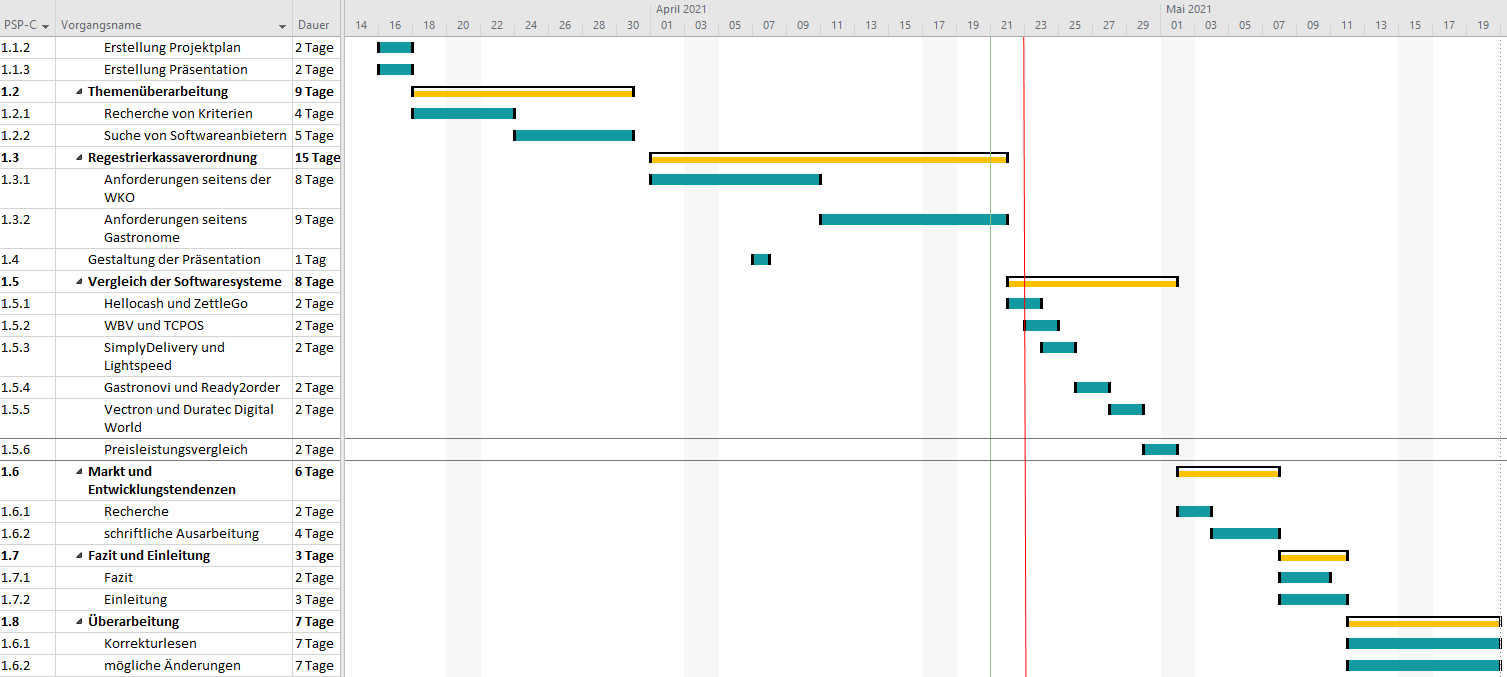 April 2021 Mai 2021
PSP-C Vorgangsname Dauer 14 16 18 20 22 24 26 28 30 01 03 05 07 09 11 13 15 17 19 21 23 25 27 29 01 03 05 07 09 11 13 15 17 19
1.1.2 Erstellung Projektplan 2 Tage
1.1.3 Erstellung Präsentation 2 Tage
1.2 Themenüberarbeitung 9 Tage
1.2.1 Recherche von Kriterien 4 Tage
1.2.2 Suche von Softwareanbietern 5 Tage
1.3 Regestrierkassaverordnung 15 Tage
1.3.1 Anforderungen seitens der 8 Tage
WKO
1.3.2 Anforderungen seitens 9 Tage
Gastronome
1.4 Gestaltung der Präsentation 1 Tag
1.5 Vergleich der Softwaresysteme 8 Tage
1.5.1 Hellocash und ZettleGo 2 Tage
1.5.2 WBV und TCPOS 2 Tage
1.5.3 SimplyDelivery und 2 Tage
Lightspeed
1.5.4 Gastronovi und Ready2order 2 Tage
1.5.5 Vectron und Duratec Digital 2 Tage
World
1.5.6 Preisleistungsvergleich 2 Tage
1.6 Markt und 6 Tage
Entwicklungstendenzen
1.6.1 Recherche 2 Tage
1.6.2 schriftliche Ausarbeitung 4 Tage
1.7 Fazit und Einleitung 3 Tage
1.7.1 Fazit 2 Tage
1.7.2 Einleitung 3 Tage
1.8 Überarbeitung 7 Tage
1.6.1 Korrekturlesen 7 Tage
1.6.2 mögliche Änderungen 7 Tage